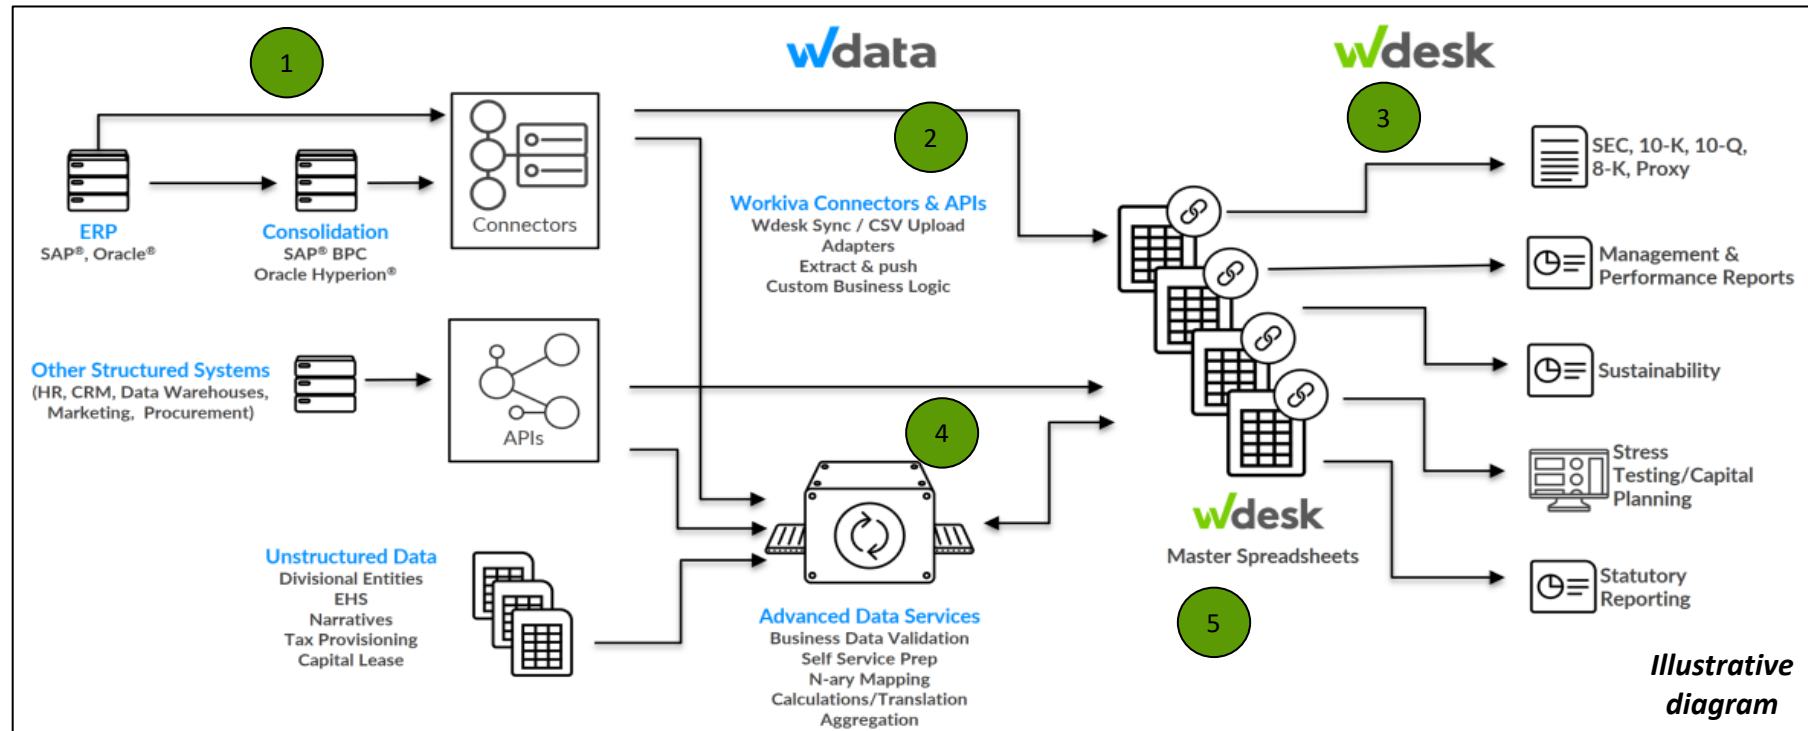 1
wdata
wdesk
2
3
Connectors
ERP
SAP®, Oracle®
Consolidation
SAP® BPC
Oracle Hyperion®
Workiva Connectors & APIs
Wdesk Sync / CSV Upload
Adapters
Extract & push
Custom Business Logic
SEC, 10-K, 10-Q,
8-K, Proxy
Management &
Performance Reports
Other Structured Systems
(HR, CRM, Data Warehouses,
Marketing, Procurement)
APIs
4
Sustainability
Stress
Testing/Capital
Planning
wdesk
Master Spreadsheets
5
Statutory
Reporting
Unstructured Data
Divisional Entities
EHS
Narratives
Tax Provisioning
Capital Lease
Advanced Data Services
Business Data Validation
Self Service Prep
N-ary Mapping
Calculations/Translation
Aggregation
Illustrative
diagram